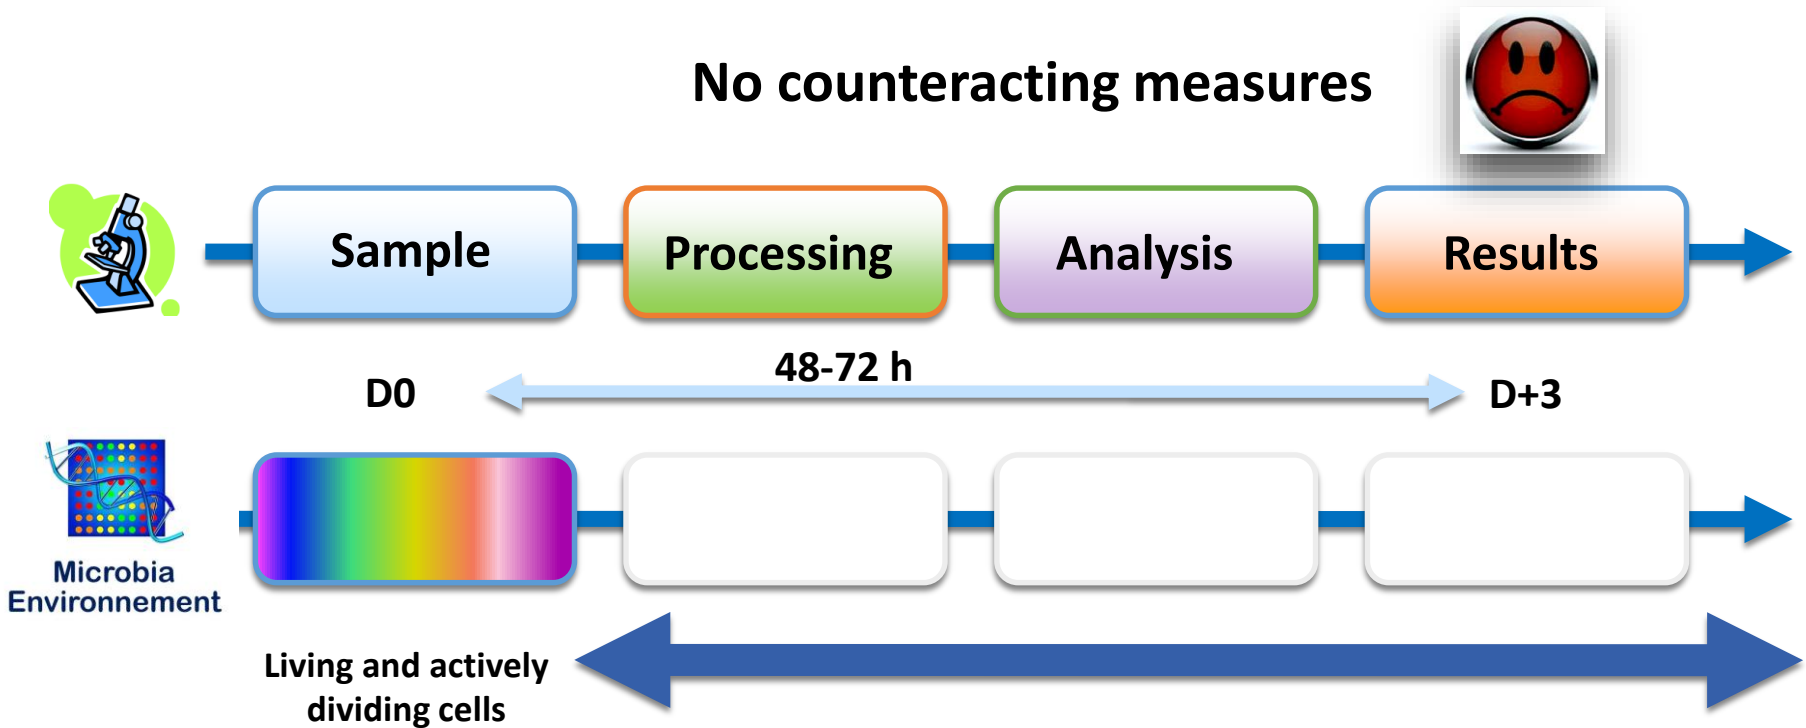 No counteracting measures
Sample
Processing
Analysis
Results
48-72 h
D0
D+3
Microbia
Environnement
Living and actively
dividing cells